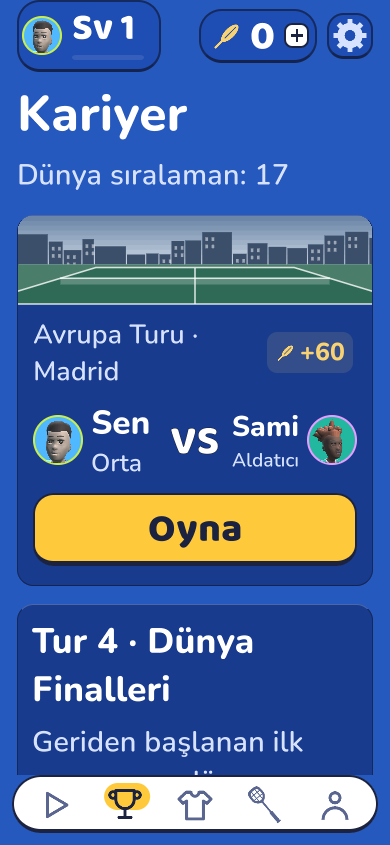 Sv 1
0
Kariyer
Dünya sıralaman: 17
Avrupa Turu ·
Madrid
+60
Sen
Orta
VS
Sami
Aldatıcı
Oyna
Tur 4 · Dünya
Finalleri
Geriden başlanan ilk